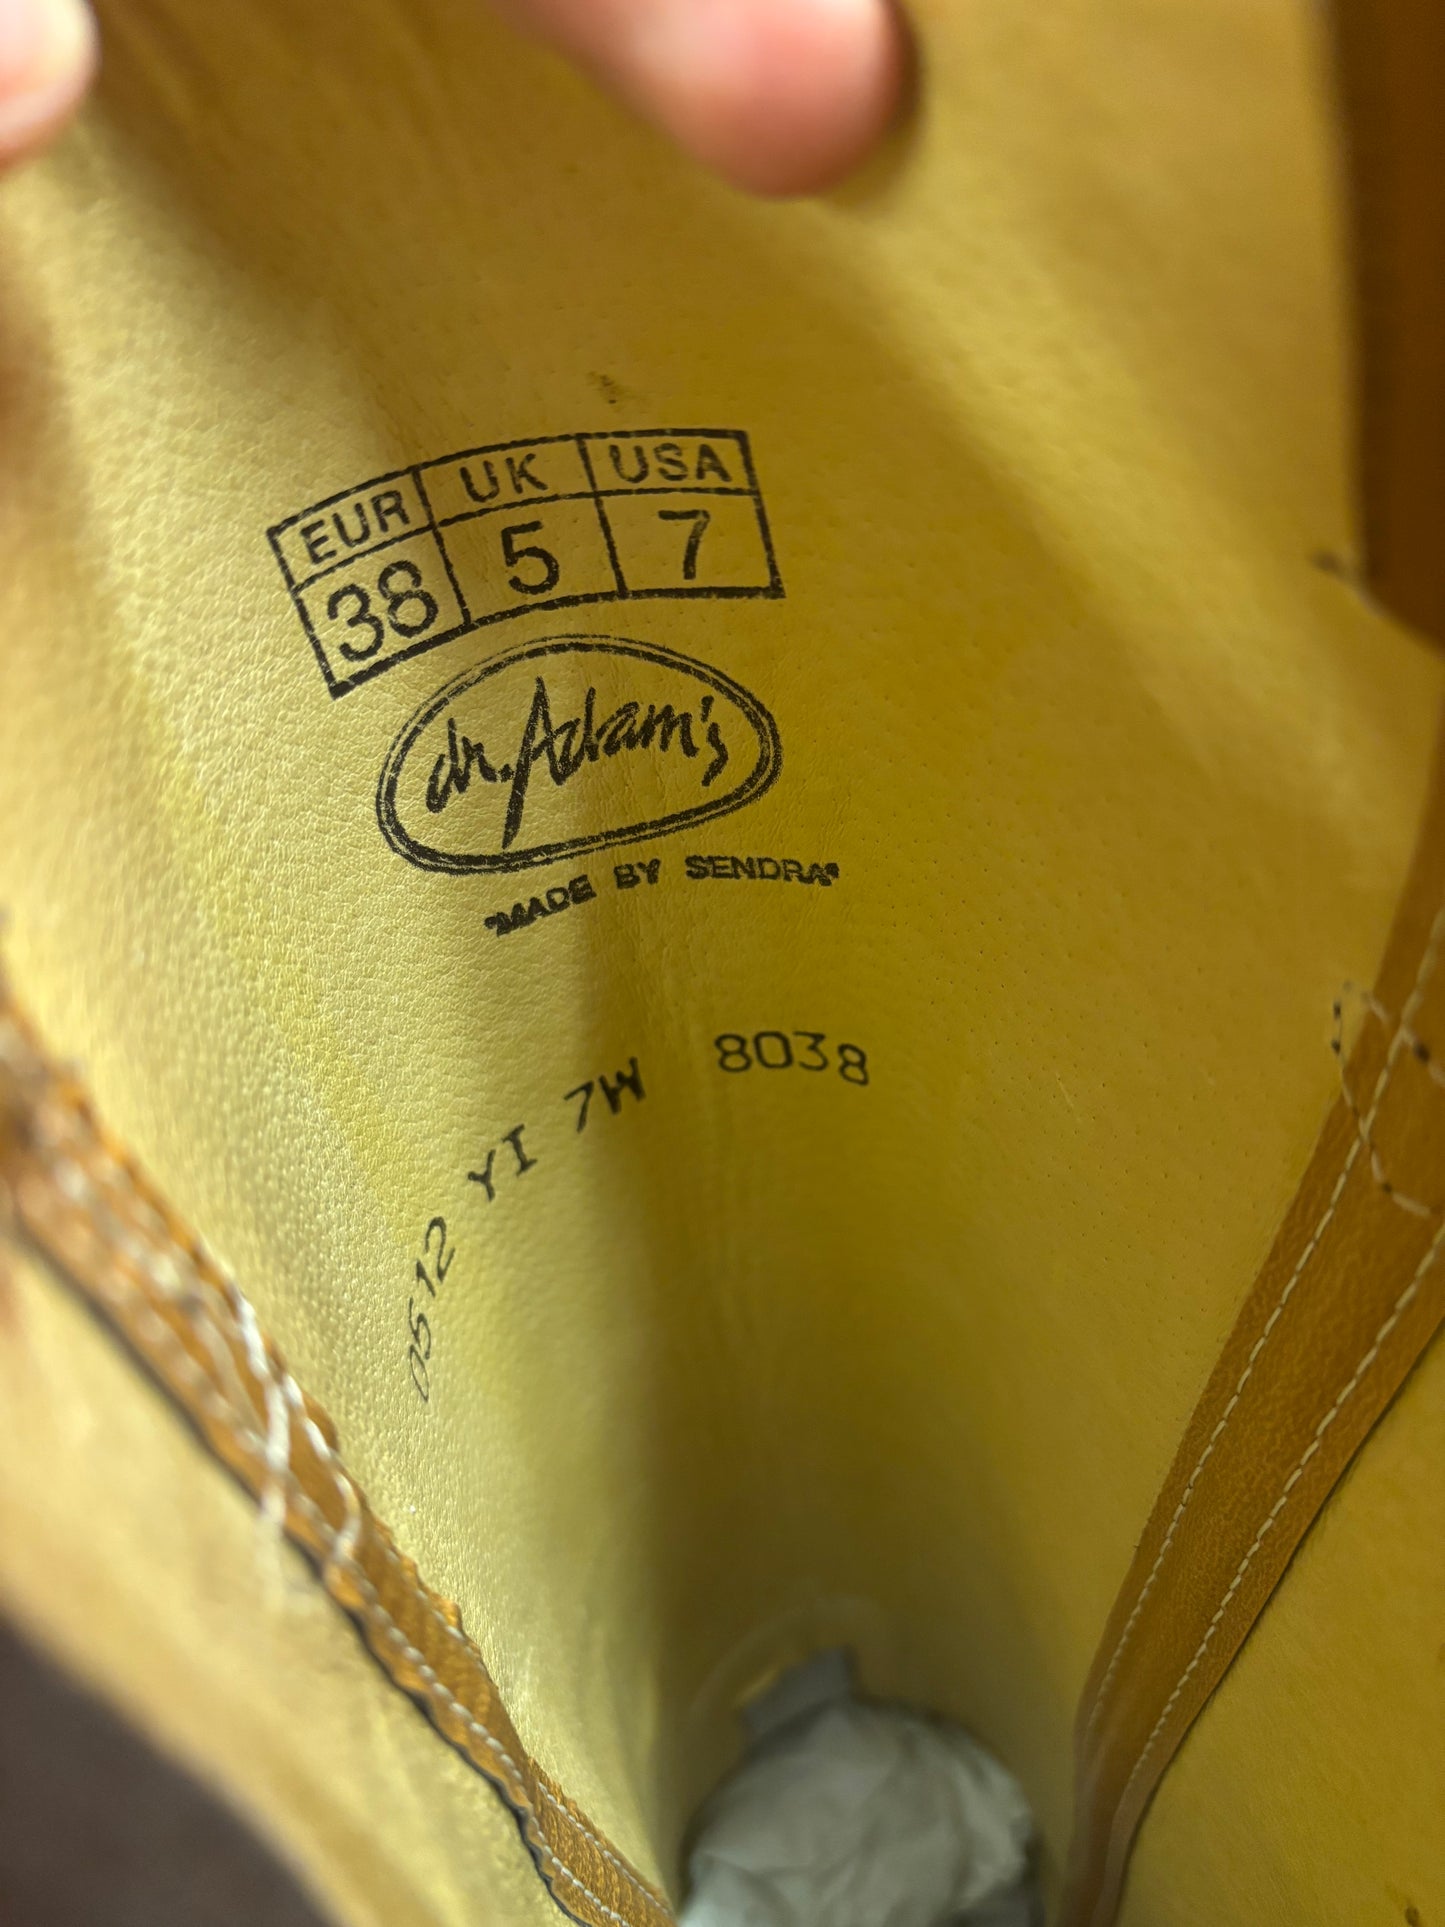 EUR UK USA
38 5 7
dr. Adam's
"MADE BY SENDRA"
0512 YI 7W 8038